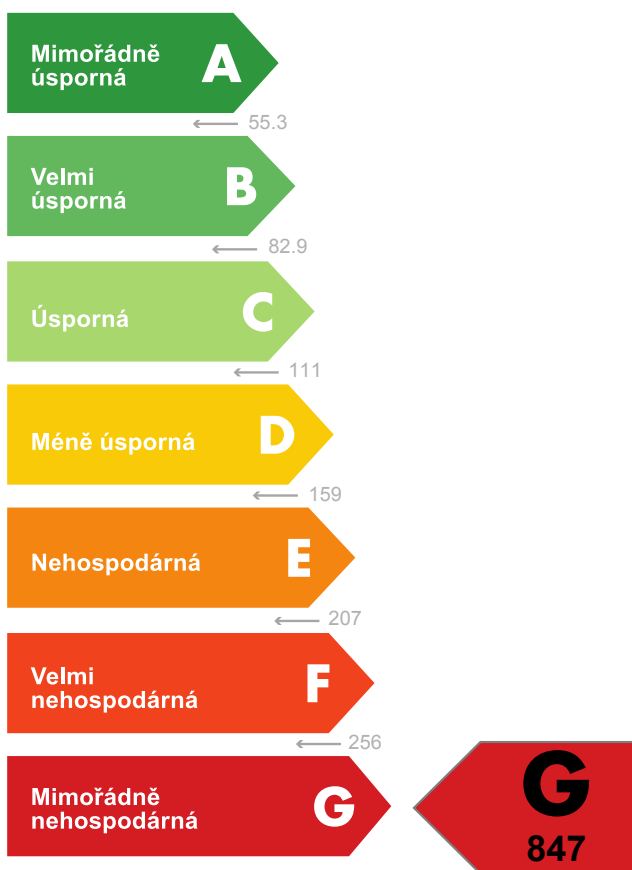 Mimořádně
úsporná
A
← 55.3
Velmi
úsporná
B
← 82.9
Úsporná
C
← 111
Méně úsporná
D
← 159
Nehospodárná
E
← 207
Velmi
nehospodárná
F
← 256
Mimořádně
nehospodárná
G
G
847